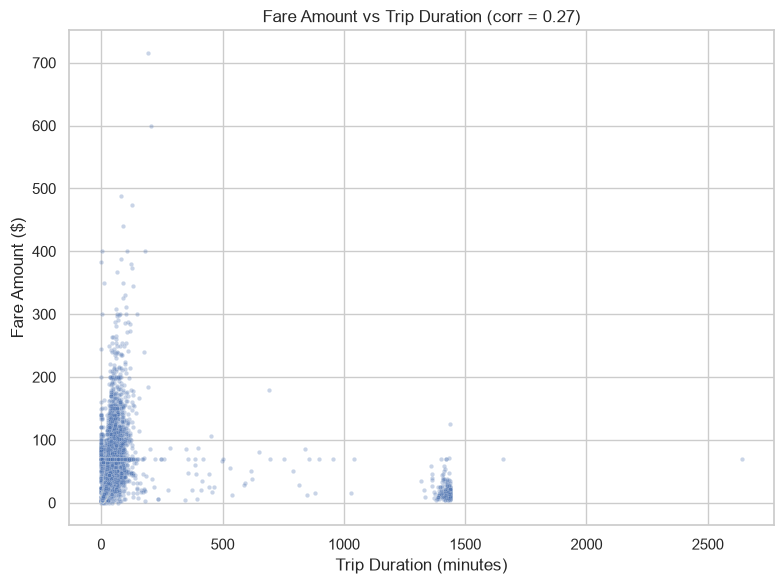 Fare Amount vs Trip Duration (corr = 0.27)
Fare Amount ($)
700
600
500
400
300
200
100
0
0 500 1000 1500 2000 2500
Trip Duration (minutes)